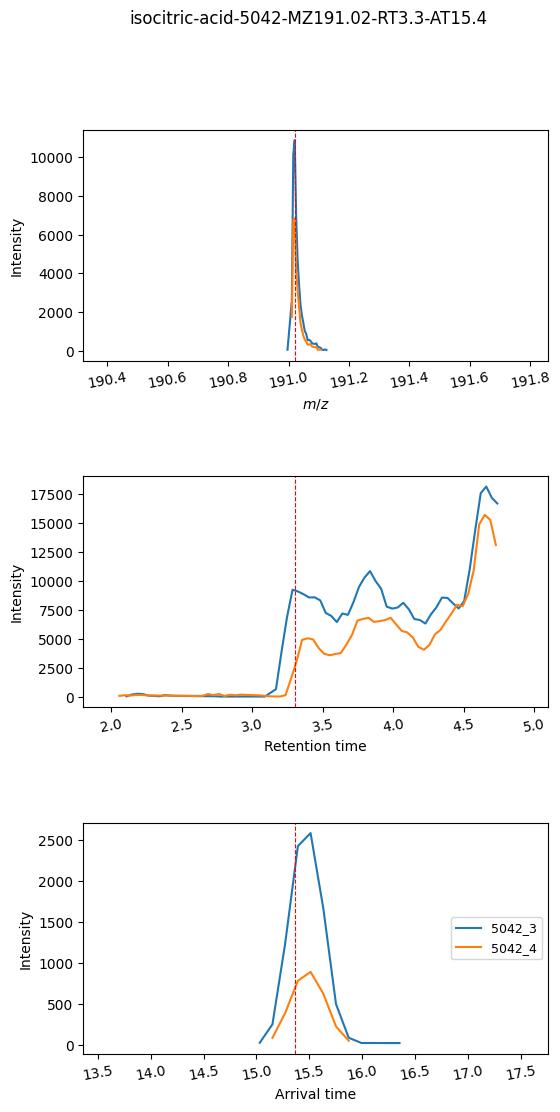 isocitric-acid-5042-MZ191.02-RT3.3-AT15.4
10000
8000
6000
4000
2000
0
Intensity
190.4 190.6 190.8 191.0 191.2 191.4 191.6 191.8
m/z
17500
15000
12500
10000
7500
5000
2500
0
Intensity
2.0 2.5 3.0 3.5 4.0 4.5 5.0
Retention time
2500
2000
1500
1000
500
0
Intensity
5042_3
5042_4
13.5 14.0 14.5 15.0 15.5 16.0 16.5 17.0 17.5
Arrival time